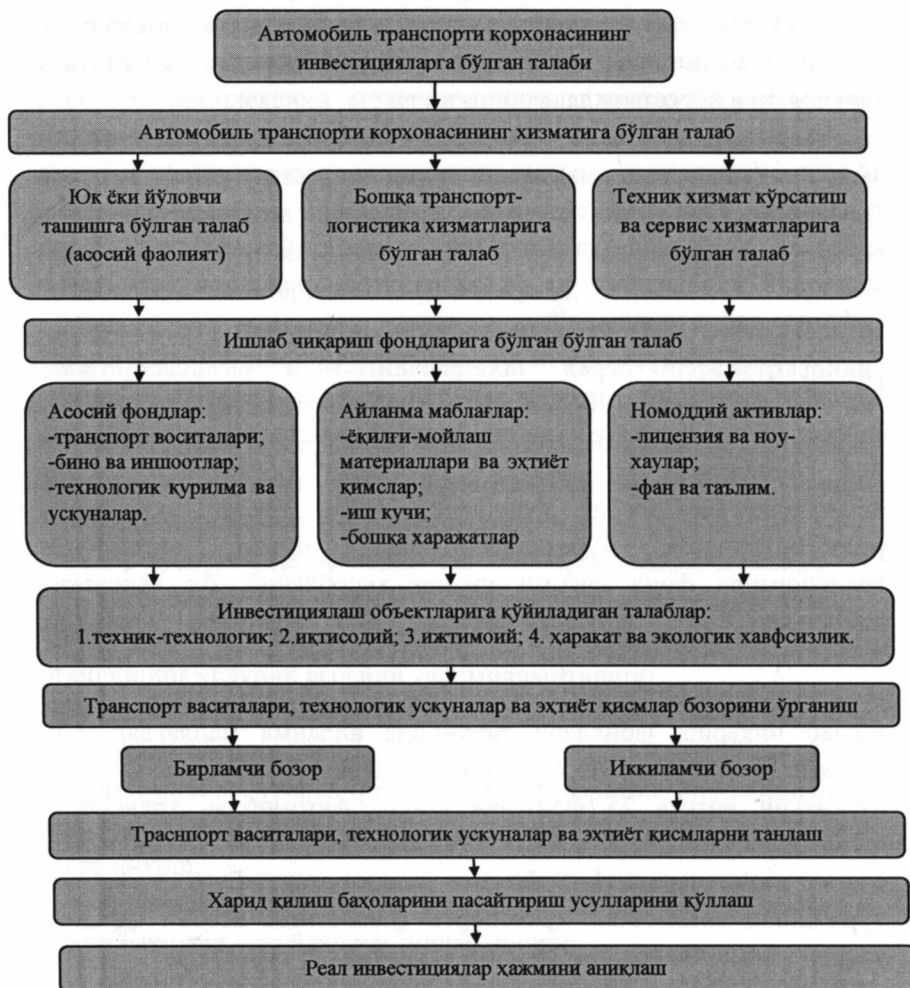 Автомобиль транспорти корхонасининг
инвестицияларга бўлган талаби
Автомобиль транспорти корхонасининг хизматига бўлган талаб
Юк ёки йўловчи
ташишга бўлган талаб
(асосий фаолият)
Бошқа транспорт-
логистика хизматларига
бўлган талаб
Техник хизмат кўрсатиш
ва сервис хизматларига
бўлган талаб
Ишлаб чиқариш фондларига бўлган бўлган талаб
Асосий фондлар:
-транспорт воситалари;
-бино ва иншоотлар;
-технологик қурилма ва
ускуналар.
Айланма маблағлар:
-ёқилғи-мойлаш
материаллари ва эҳтиёт
қимслар;
-иш кучи;
-бошқа харажатлар
Номоддий активлар:
-лицензия ва ноу-
хаулар;
-фан ва таълим.
Инвестициялаш объектларига қўйиладиган талаблар:
1.техник-технологик; 2.иқтисодий; 3.ижтимоий; 4. ҳаракат ва экологик хавфсизлик.
Транспорт васиталари, технологик ускуналар ва эҳтиёт қисмлар бозорини ўрганиш
Бирламчи бозор
Иккиламчи бозор
Траснпорт васиталари, технологик ускуналар ва эҳтиёт қисмларни танлаш
Харид қилиш баҳоларини пасайтириш усулларини қўллаш
Реал инвестициялар ҳажмини аниқлаш